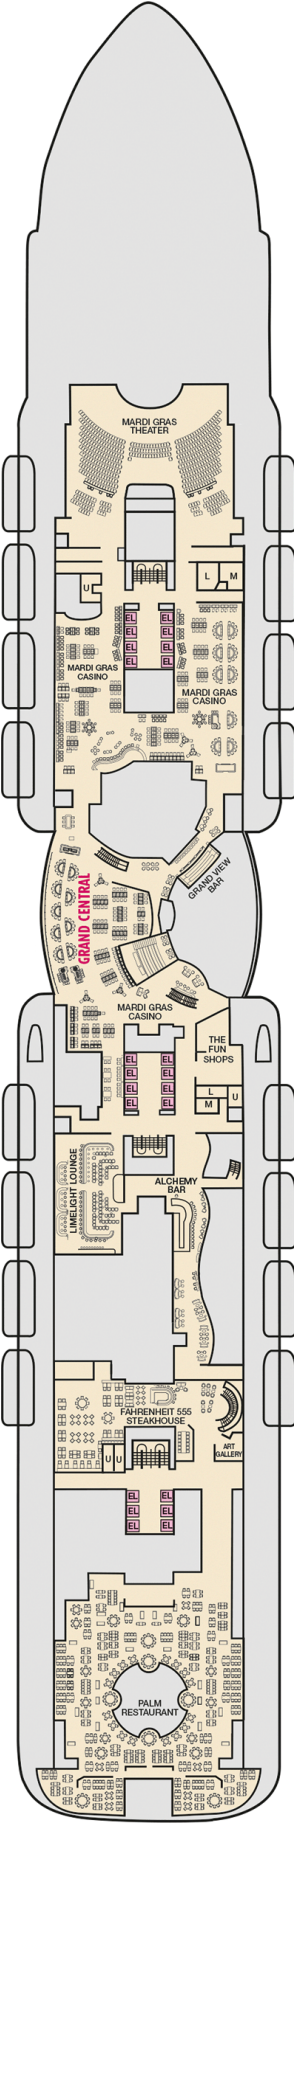 MARDI GRAS
THEATER
L
M
U
EL
EL
EL
EL
EL
EL
EL
EL
MARDI GRAS
CASINO
MARDI GRAS
CASINO
GRAND CENTRAL
GRAND VIEW
BAR
MARDI GRAS
CASINO
THE
FUN
SHOPS
EL
EL
EL
EL
EL
EL
EL
EL
L
M
U
LIMELIGHT LOUNGE
ALCHEMY
BAR
FAHRENHEIT 555
STEAKHOUSE
ART
GALLERY
U
U
EL
EL
EL
EL
EL
EL
PALM
RESTAURANT